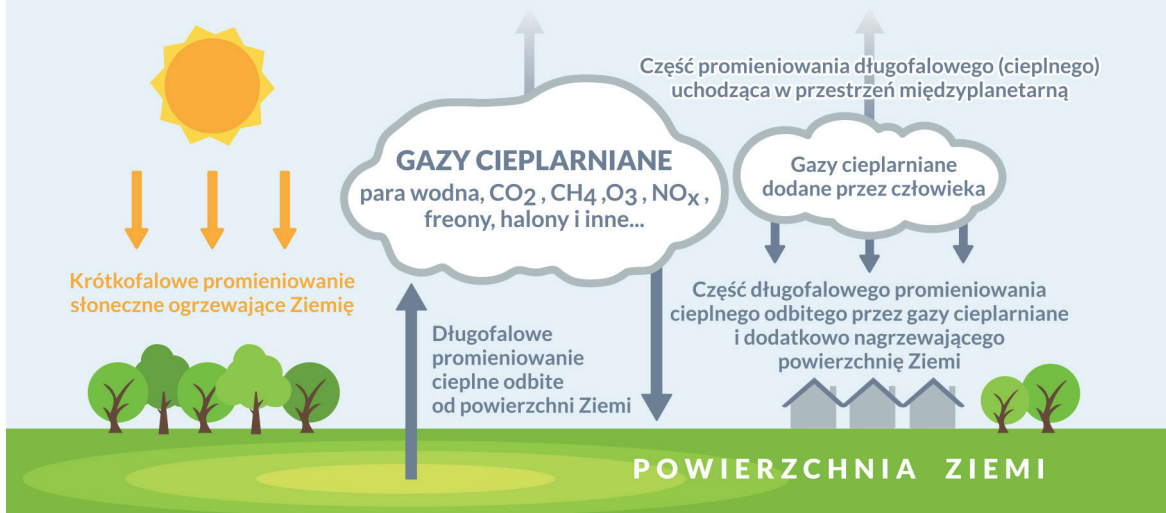 Część promieniowania długofalowego (cieplnego)
uchodząca w przestrzeń międzyplanetarną
GAZY CIEPLARNIANE
para wodna, CO2 , CH4 ,O3 , NOx ,
freony, halony i inne...
Gazy cieplarniane
dodane przez człowieka
Krótkofalowe promieniowanie
słoneczne ogrzewające Ziemię
Długofalowe
promieniowanie
cieplne odbite
od powierzchni Ziemi
Część długofalowego promieniowania
cieplnego odbitego przez gazy cieplarniane
i dodatkowo nagrzewającego
powierzchnię Ziemi
POWIERZCHNIA ZIEMI